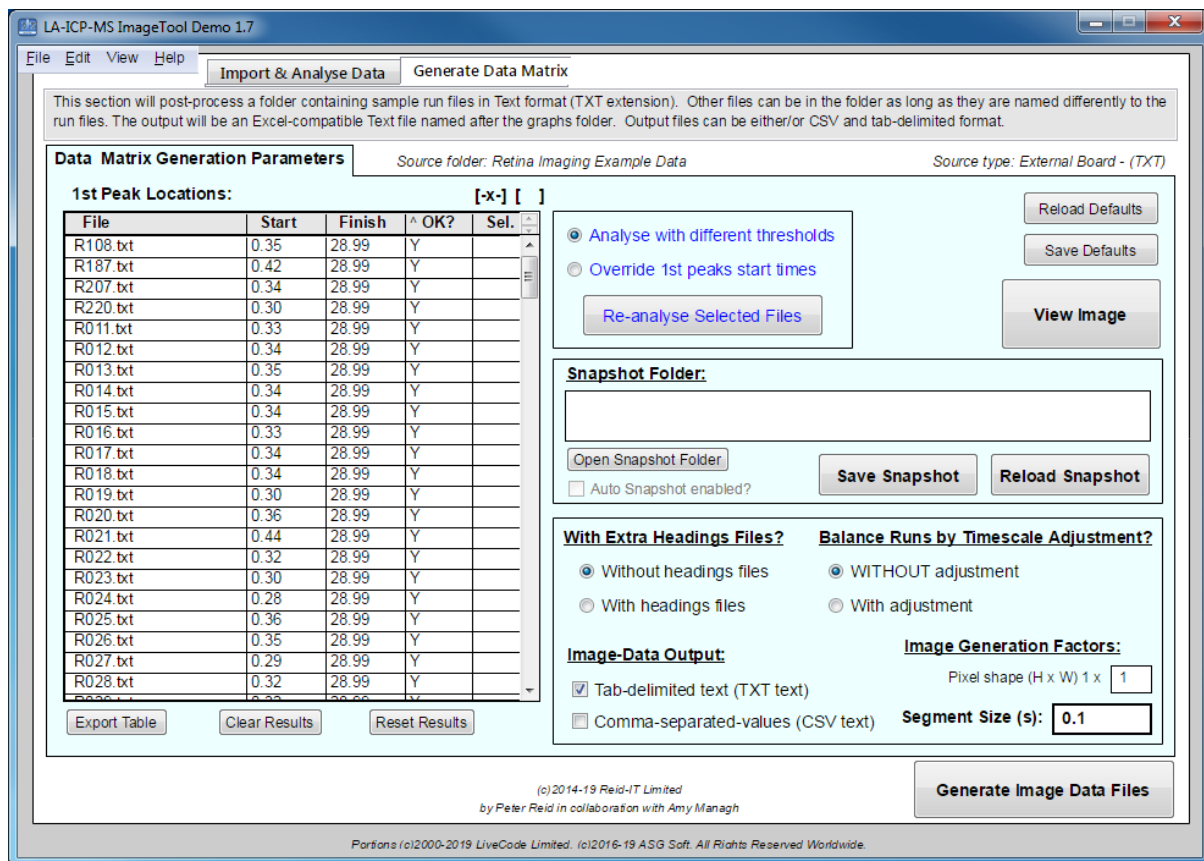 LA-ICP-MS ImageTool Demo 1.7
File Edit View Help
Import & Analyse Data Generate Data Matrix
This section will post-process a folder containing sample run files in Text format (TXT extension). Other files can be in the folder as long as they are named differently to the
run files. The output will be an Excel-compatible Text file named after the graphs folder. Output files can be either/or CSV and tab-delimited format.
Data Matrix Generation Parameters Source folder: Retina Imaging Example Data Source type: External Board - (TXT)
1st Peak Locations: [-x-] [ ]
File Start Finish ^ OK? Sel.
R108.txt 0.35 28.99 Y
R187.txt 0.42 28.99 Y
R207.txt 0.34 28.99 Y
R220.txt 0.30 28.99 Y
R011.txt 0.33 28.99 Y
R012.txt 0.34 28.99 Y
R013.txt 0.35 28.99 Y
R014.txt 0.34 28.99 Y
R015.txt 0.34 28.99 Y
R016.txt 0.33 28.99 Y
R017.txt 0.34 28.99 Y
R018.txt 0.34 28.99 Y
R019.txt 0.30 28.99 Y
R020.txt 0.36 28.99 Y
R021.txt 0.44 28.99 Y
R022.txt 0.32 28.99 Y
R023.txt 0.30 28.99 Y
R024.txt 0.28 28.99 Y
R025.txt 0.36 28.99 Y
R026.txt 0.35 28.99 Y
R027.txt 0.29 28.99 Y
R028.txt 0.32 28.99 Y
Export Table Clear Results Reset Results
Analyse with different thresholds
Override 1st peaks start times
Re-analyse Selected Files
Reload Defaults
Save Defaults
View Image
Snapshot Folder:
Open Snapshot Folder
Auto Snapshot enabled?
Save Snapshot Reload Snapshot
With Extra Headings Files? Balance Runs by Timescale Adjustment?
Without headings files WITHOUT adjustment
With headings files With adjustment
Image-Data Output: Image Generation Factors:
Tab-delimited text (TXT text) Pixel shape (H x W) 1 x 1
Comma-separated-values (CSV text) Segment Size (s): 0.1
Generate Image Data Files
(c)2014-19 Reid-IT Limited
by Peter Reid in collaboration with Amy Managh
Portions (c)2000-2019 LiveCode Limited. (c)2016-19 ASG Soft. All Rights Reserved Worldwide.